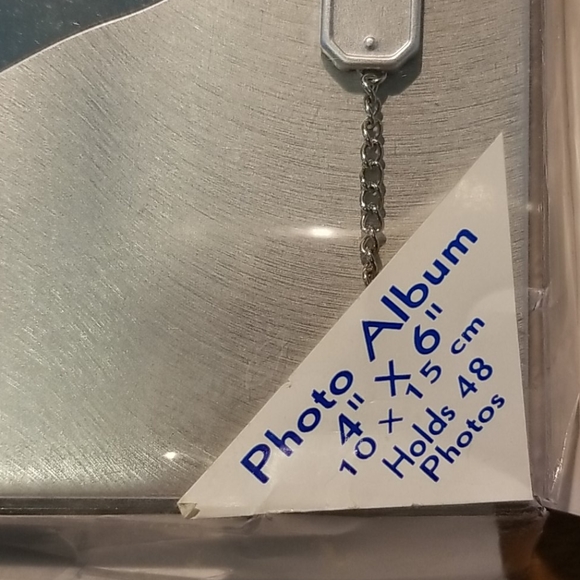 Photo Album
4" X 6"
10 x 15 cm
Holds 48
Photos